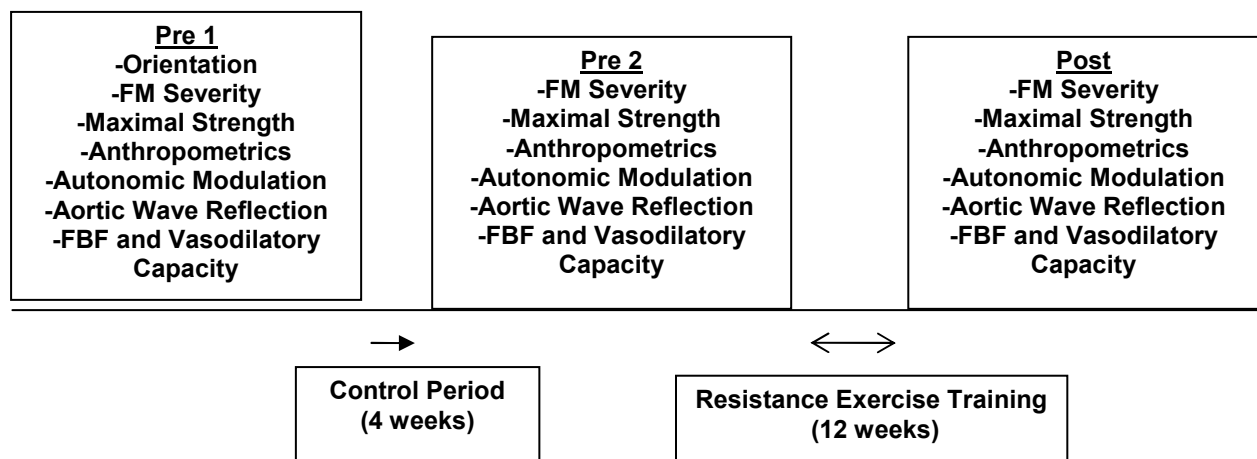 Pre 1
-Orientation
-FM Severity
-Maximal Strength
-Anthropometrics
-Autonomic Modulation
-Aortic Wave Reflection
-FBF and Vasodilatory
Capacity
Pre 2
-FM Severity
-Maximal Strength
-Anthropometrics
-Autonomic Modulation
-Aortic Wave Reflection
-FBF and Vasodilatory
Capacity
Post
-FM Severity
-Maximal Strength
-Anthropometrics
-Autonomic Modulation
-Aortic Wave Reflection
-FBF and Vasodilatory
Capacity
Control Period
(4 weeks)
Resistance Exercise Training
(12 weeks)